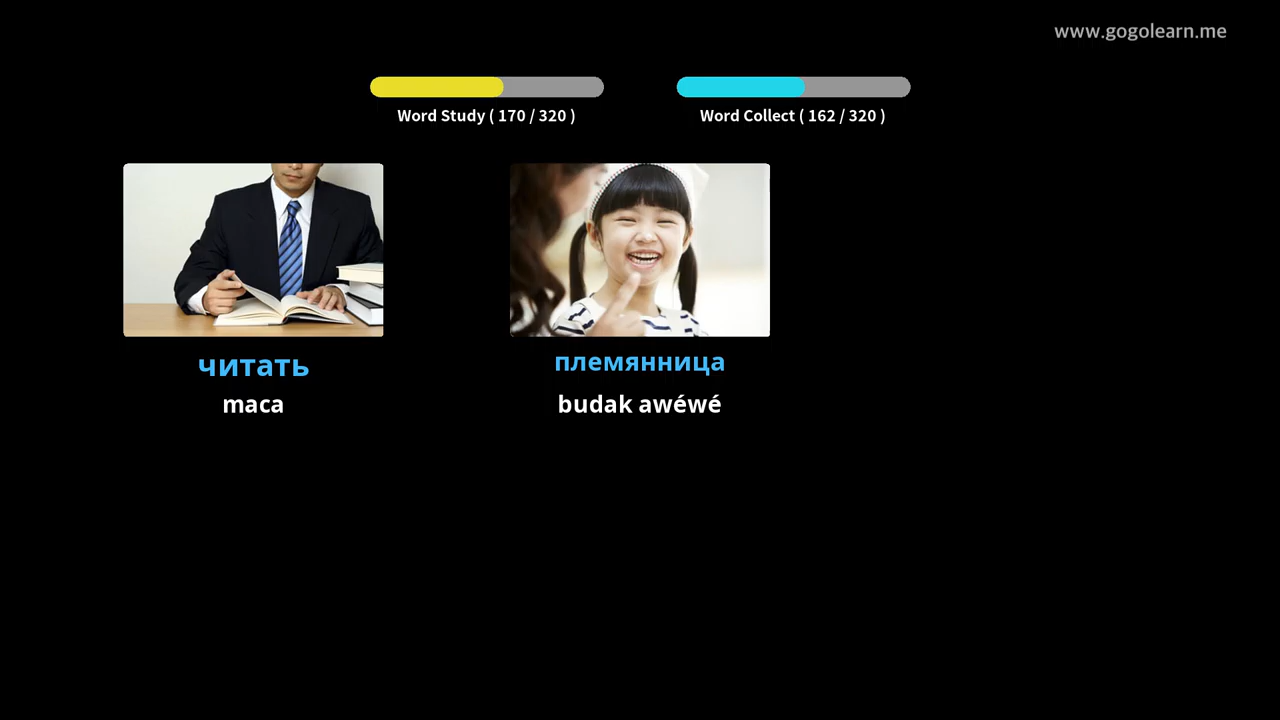 www.gogolearn.me
Word Study ( 170 / 320 )
Word Collect ( 162 / 320 )
читать
maca
племянница
budak awéwé